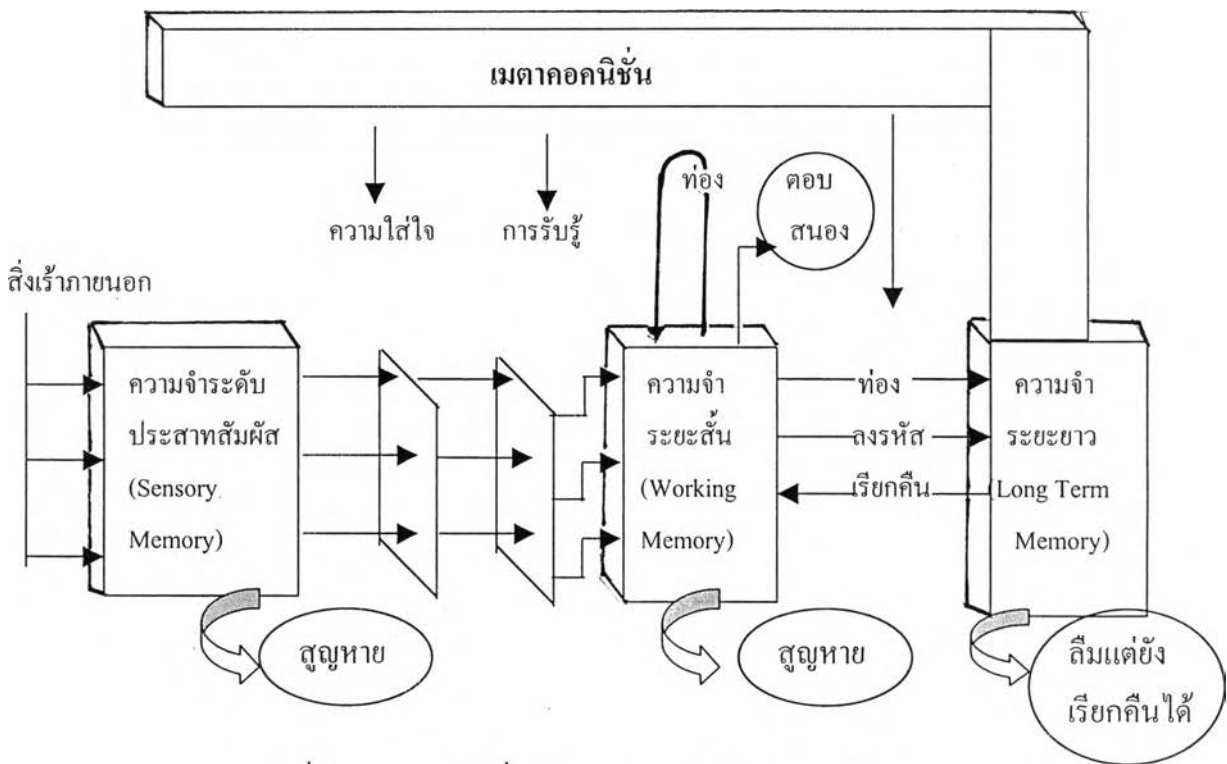 เมตาคอคนิชั่น
ท่อง
ตอบ
สนอง
ความใส่ใจ
การรับรู้
สิ่งเร้าภายนอก
ความจำระดับ
ประสาทสัมผัส
(Sensory
Memory)
ความจำ
ระยะสั้น
(Working
Memory)
ท่อง
ลงรหัส
เรียกคืน
ความจำ
ระยะยาว
(Long Term
Memory)
สูญหาย
สูญหาย
ลืมแต่ยัง
เรียกคืนได้